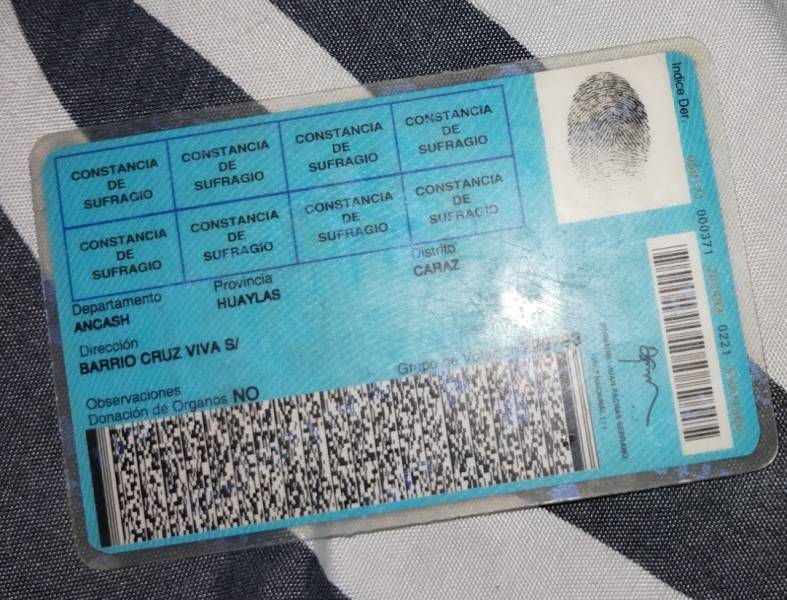 CONSTANCIA DE SUFRAGIO
CONSTANCIA DE SUFRAGIO
CONSTANCIA DE SUFRAGIO
CONSTANCIA DE SUFRAGIO
CONSTANCIA DE SUFRAGIO
CONSTANCIA DE SUFRAGIO
CONSTANCIA DE SUFRAGIO
CONSTANCIA DE SUFRAGIO
Indice Der.
Departamento
ANCASH
Provincia
HUAYLAS
Distrito
CARAZ
Dirección
BARRIO CRUZ VIVA S/
Grupo de
Observaciones
Donación de Organos NO
000371
0221